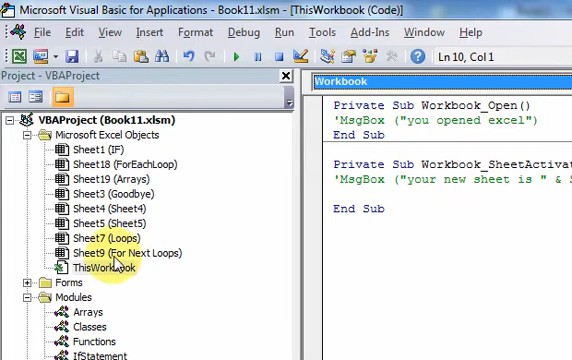 Microsoft Visual Basic for Applications - Book11.xlsm - [ThisWorkbook (Code)]
File Edit View Insert Format Debug Run Tools Add-Ins Window Help
Ln 10, Col 1
Project - VBAProject
Workbook
VBAProject (Book11.xlsm)
Microsoft Excel Objects
Sheet1 (IF)
Sheet18 (ForEachLoop)
Sheet19 (Arrays)
Sheet3 (Goodbye)
Sheet4 (Sheet4)
Sheet5 (Sheet5)
Sheet7 (Loops)
Sheet9 (For Next Loops)
ThisWorkbook
Forms
Modules
Arrays
Classes
Functions
IfStatement
Private Sub Workbook_Open()
'MsgBox ("you opened excel")
End Sub
Private Sub Workbook_SheetActivat
'MsgBox ("your new sheet is " & S
End Sub